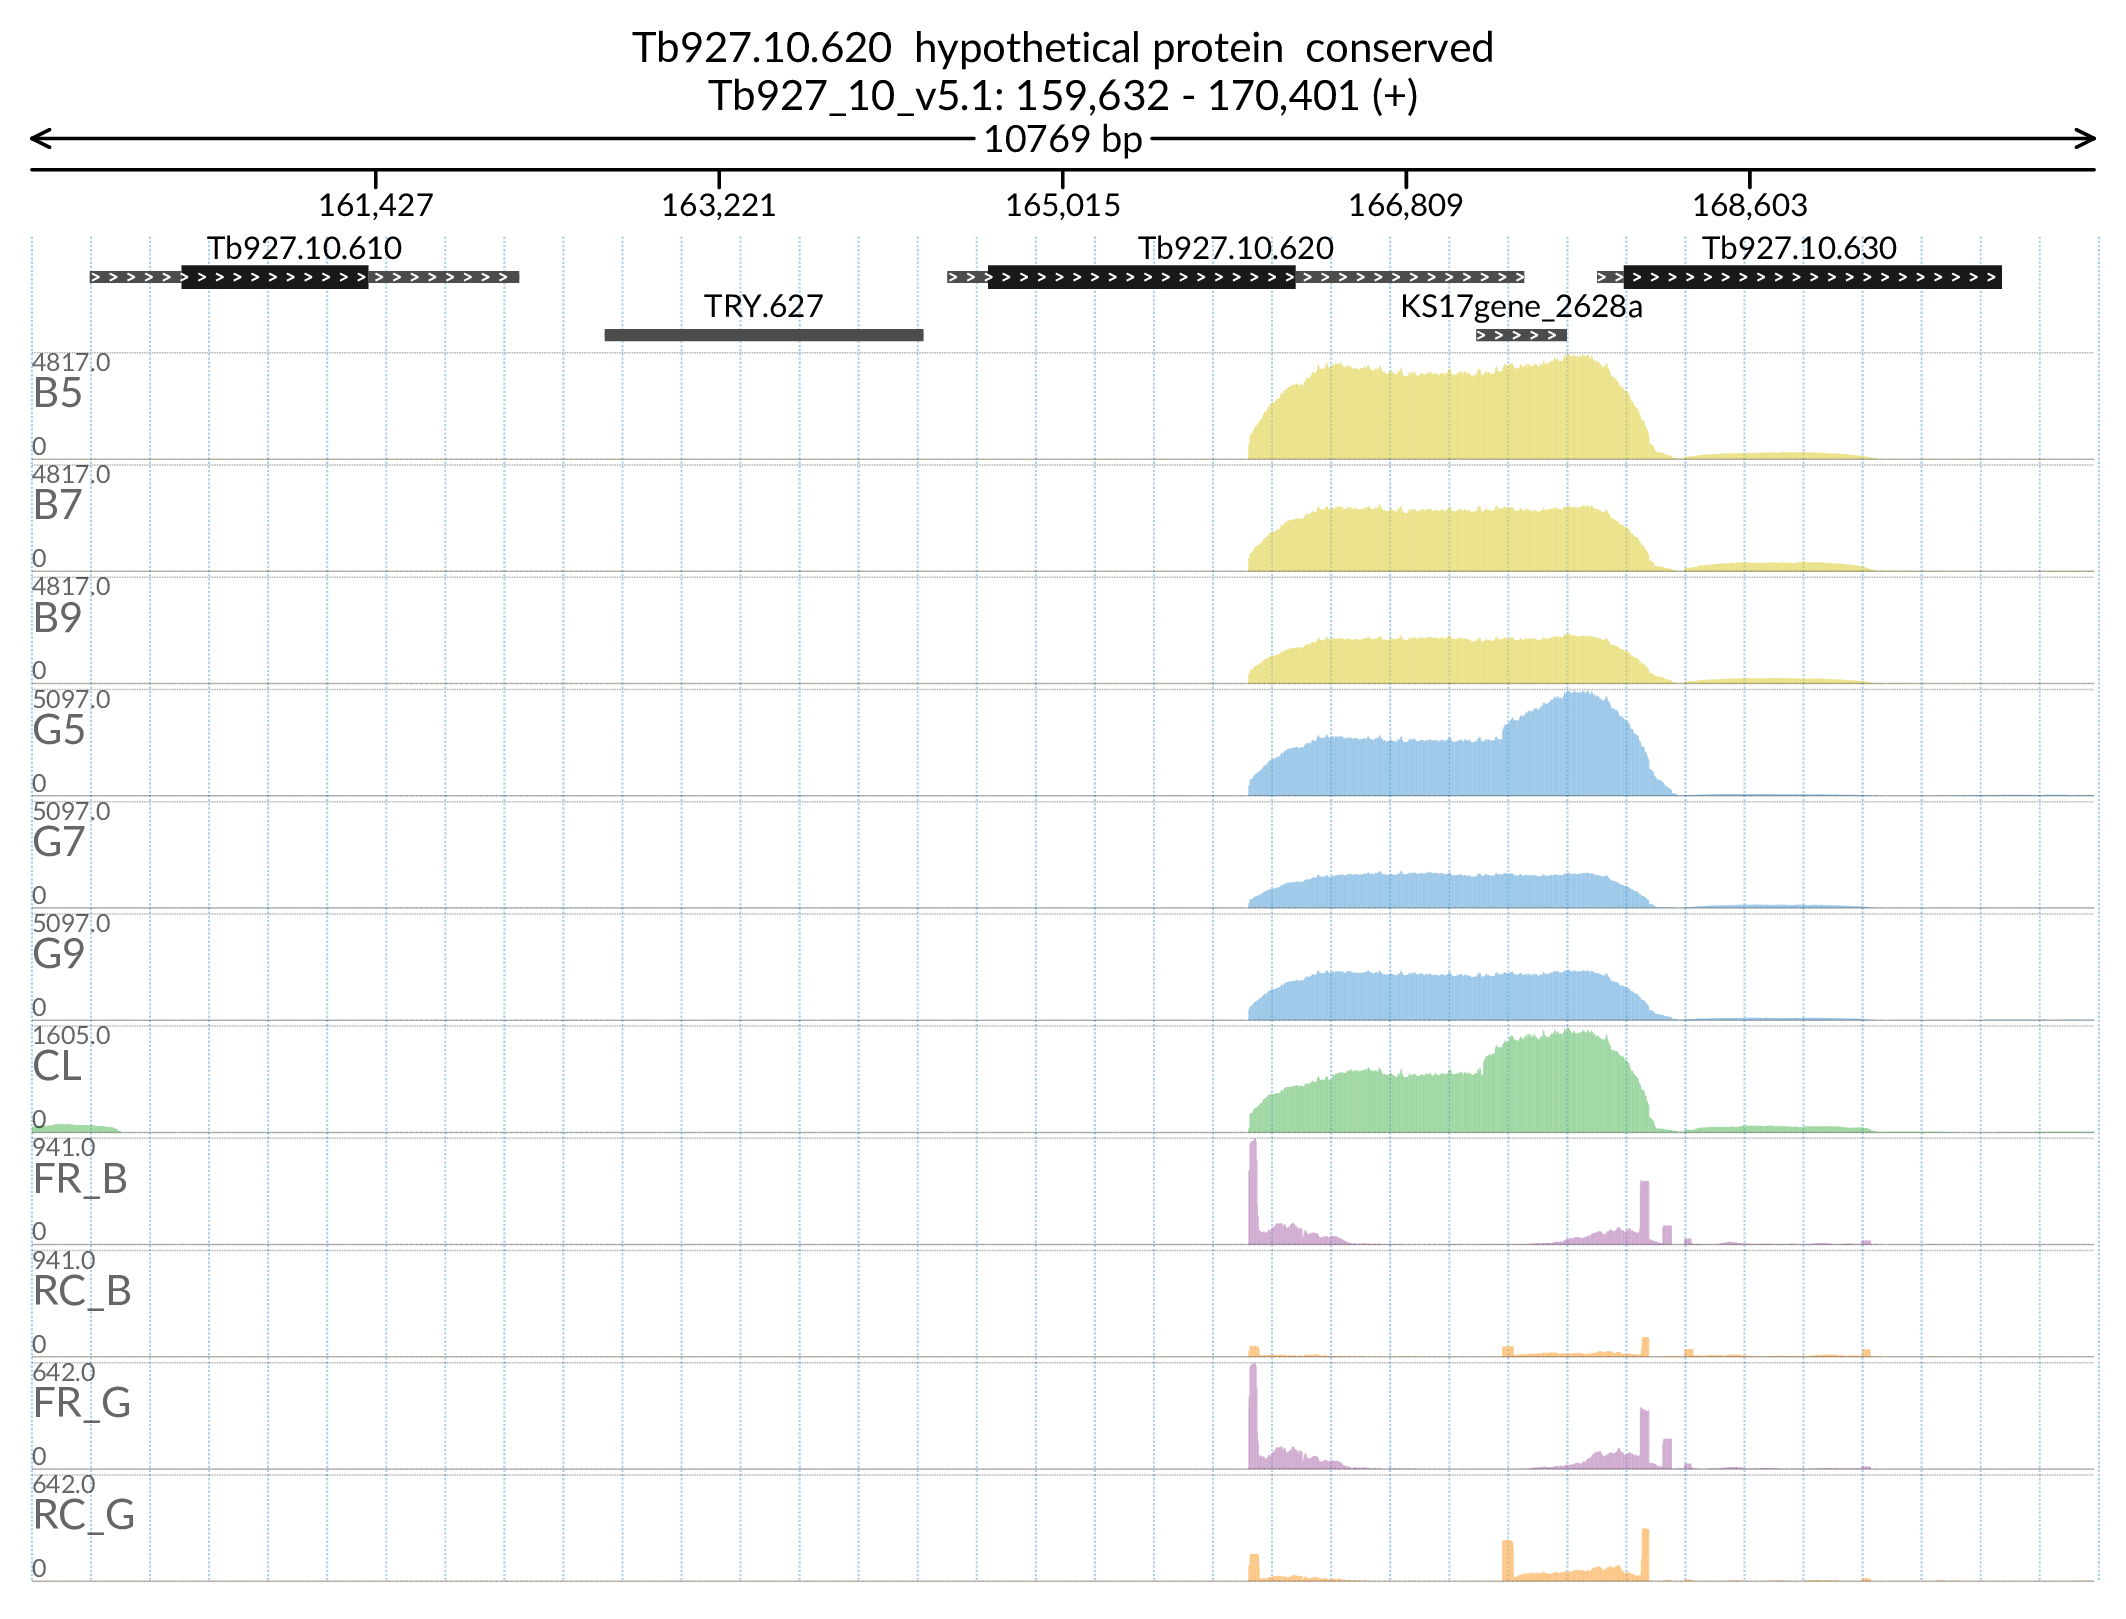 Tb927.10.620  hypothetical protein  conserved
Tb927_10_v5.1: 159,632 - 170,401 (+)
10769 bp
161,427 163,221 165,015 166,809 168,603
Tb927.10.610 Tb927.10.620 Tb927.10.630
TRY.627 KS17gene_2628a
4817.0
B5
0
4817.0
B7
0
4817.0
B9
0
5097.0
G5
0
5097.0
G7
0
5097.0
G9
0
1605.0
CL
0
941.0
FR_B
0
941.0
RC_B
0
642.0
FR_G
0
642.0
RC_G
0